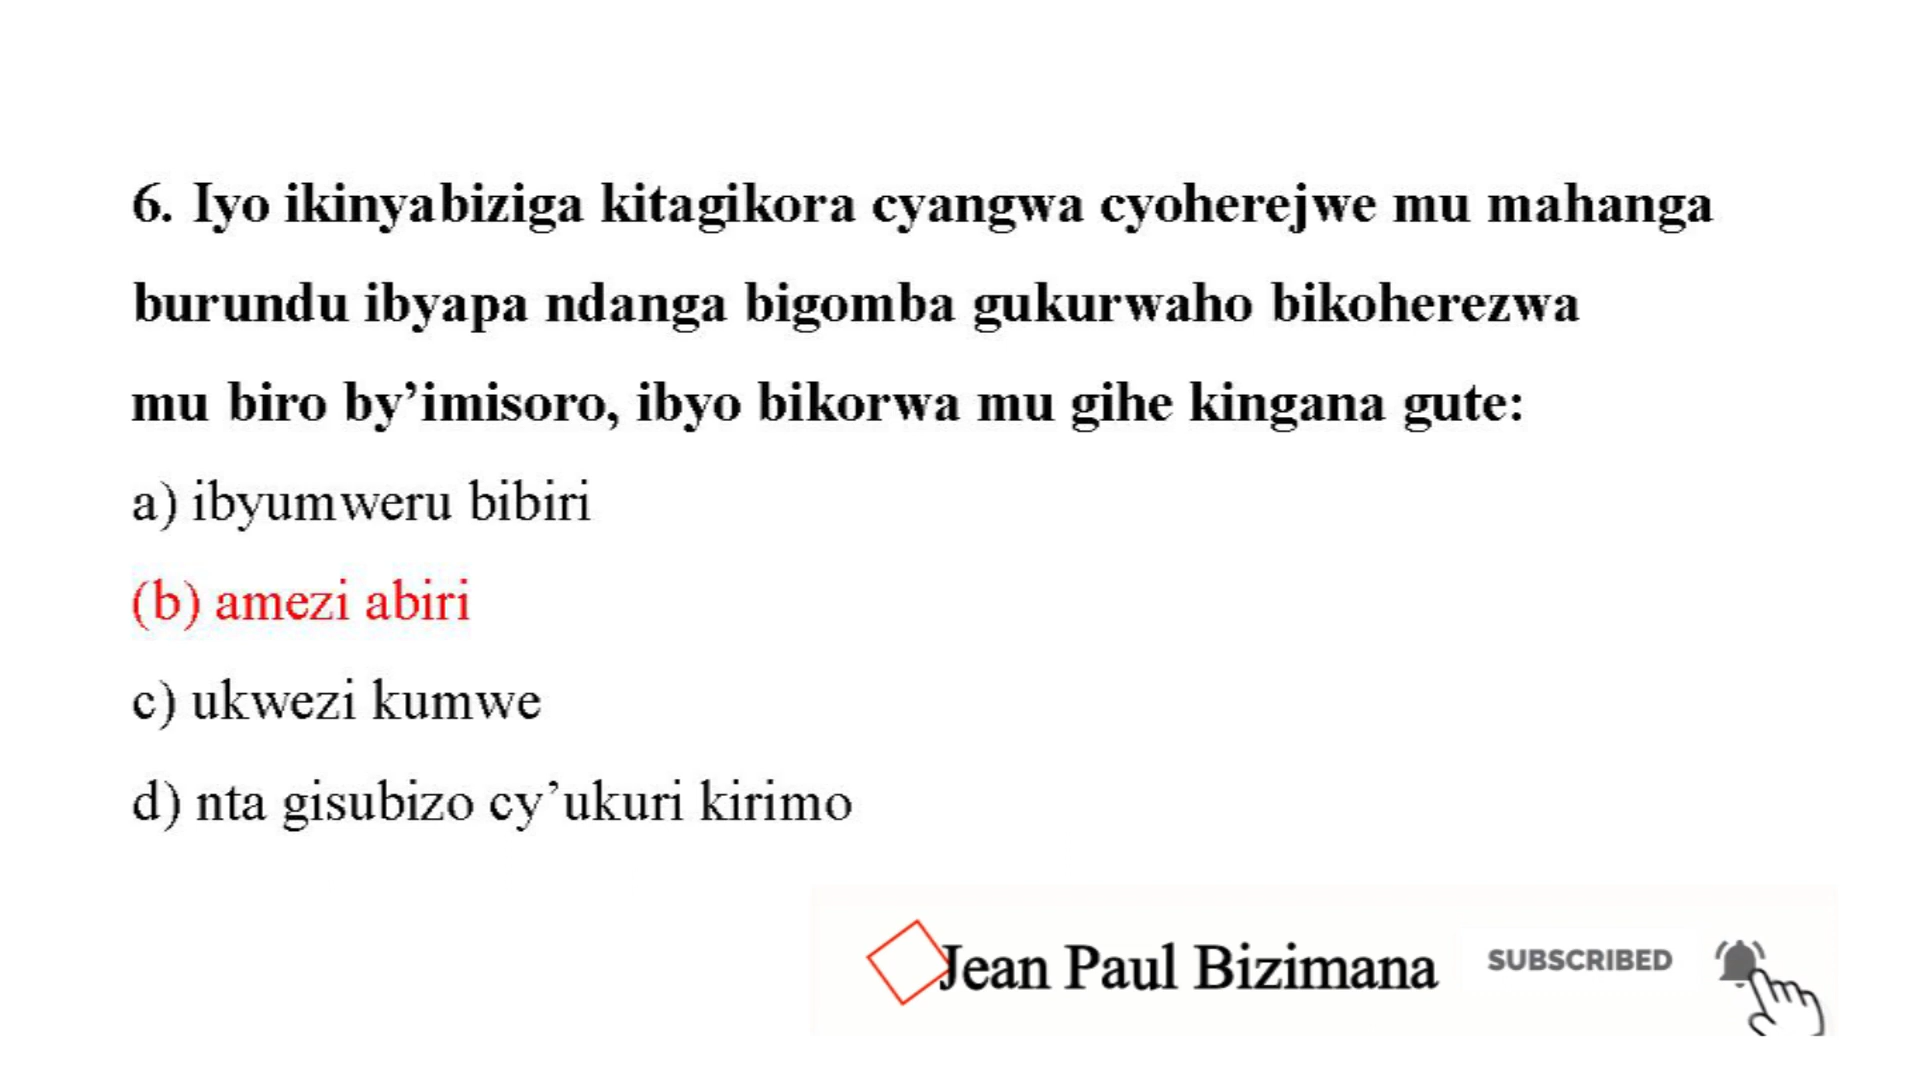 6. Iyo ikinyabiziga kitagikora cyangwa cyoherejwe mu mahanga
burundu ibyapa ndanga bigomba gukurwaho bikoherezwa
mu biro by’imisoro, ibyo bikorwa mu gihe kingana gute:
a) ibyumweru bibiri
(b) amezi abiri
c) ukwezi kumwe
d) nta gisubizo cy’ukuri kirimo
Jean Paul Bizimana SUBSCRIBED